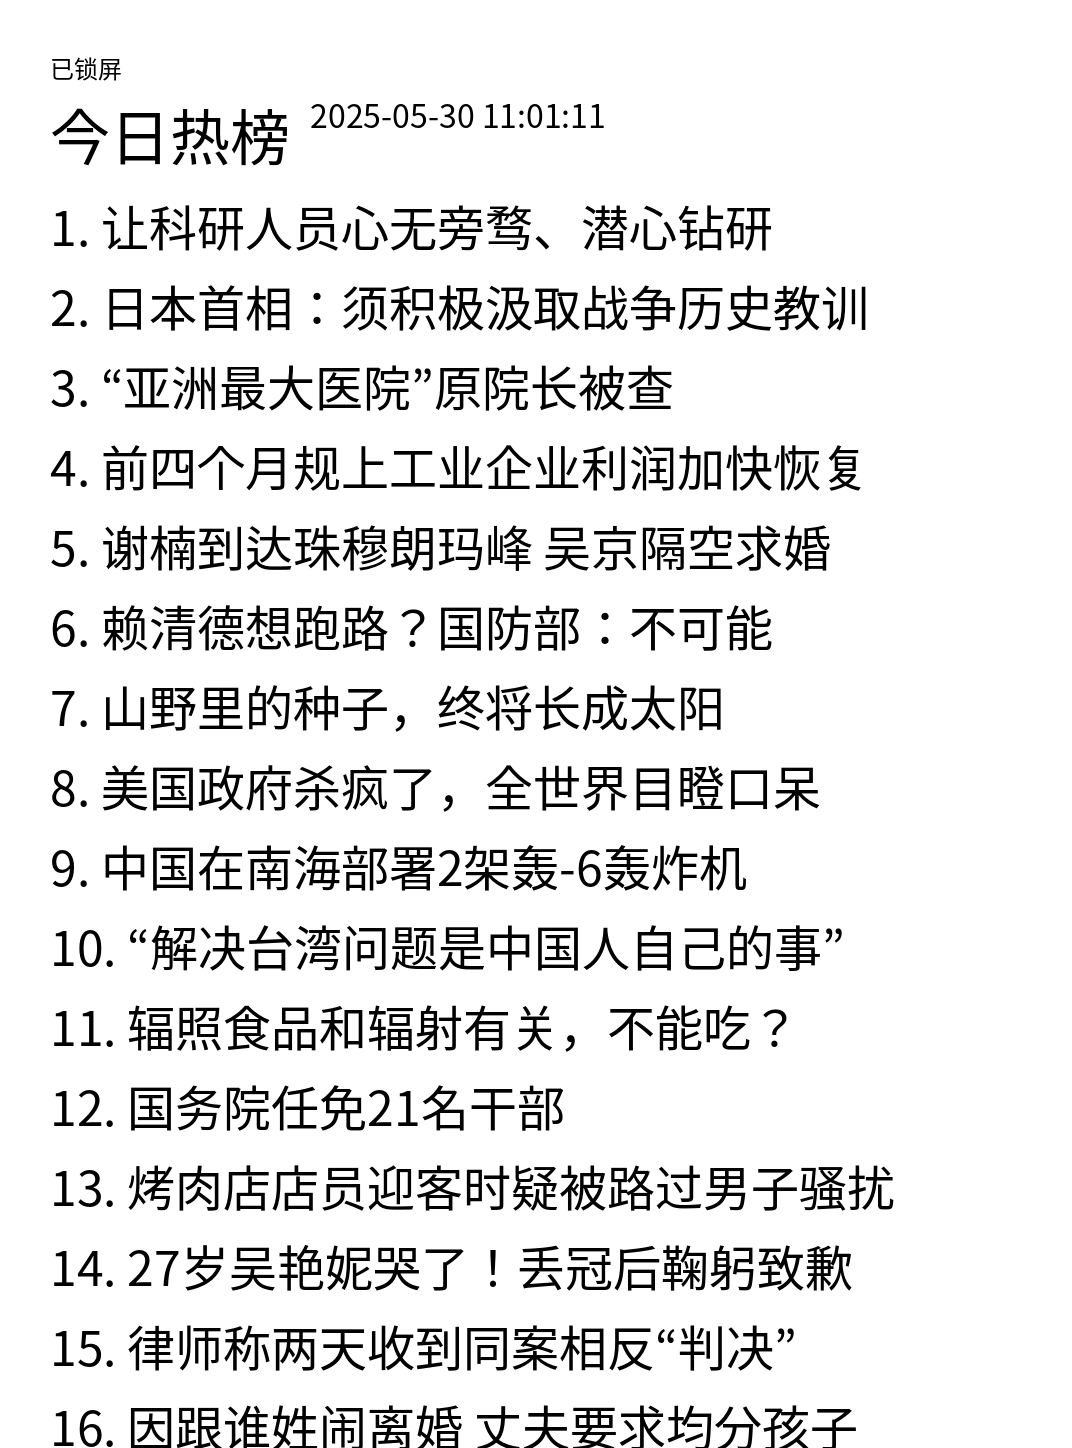 已锁屏
今日热榜 2025-05-30 11:01:11
1. 让科研人员心无旁骛、潜心钻研
2. 日本首相：须积极汲取战争历史教训
3. “亚洲最大医院”原院长被查
4. 前四个月规上工业企业利润加快恢复
5. 谢楠到达珠穆朗玛峰 吴京隔空求婚
6. 赖清德想跑路？国防部：不可能
7. 山野里的种子，终将长成太阳
8. 美国政府杀疯了，全世界目瞪口呆
9. 中国在南海部署2架轰-6轰炸机
10. “解决台湾问题是中国人自己的事”
11. 辐照食品和辐射有关，不能吃？
12. 国务院任免21名干部
13. 烤肉店店员迎客时疑被路过男子骚扰
14. 27岁吴艳妮哭了！丢冠后鞠躬致歉
15. 律师称两天收到同案相反“判决”
16. 因跟谁姓闹离婚 丈夫要求均分孩子